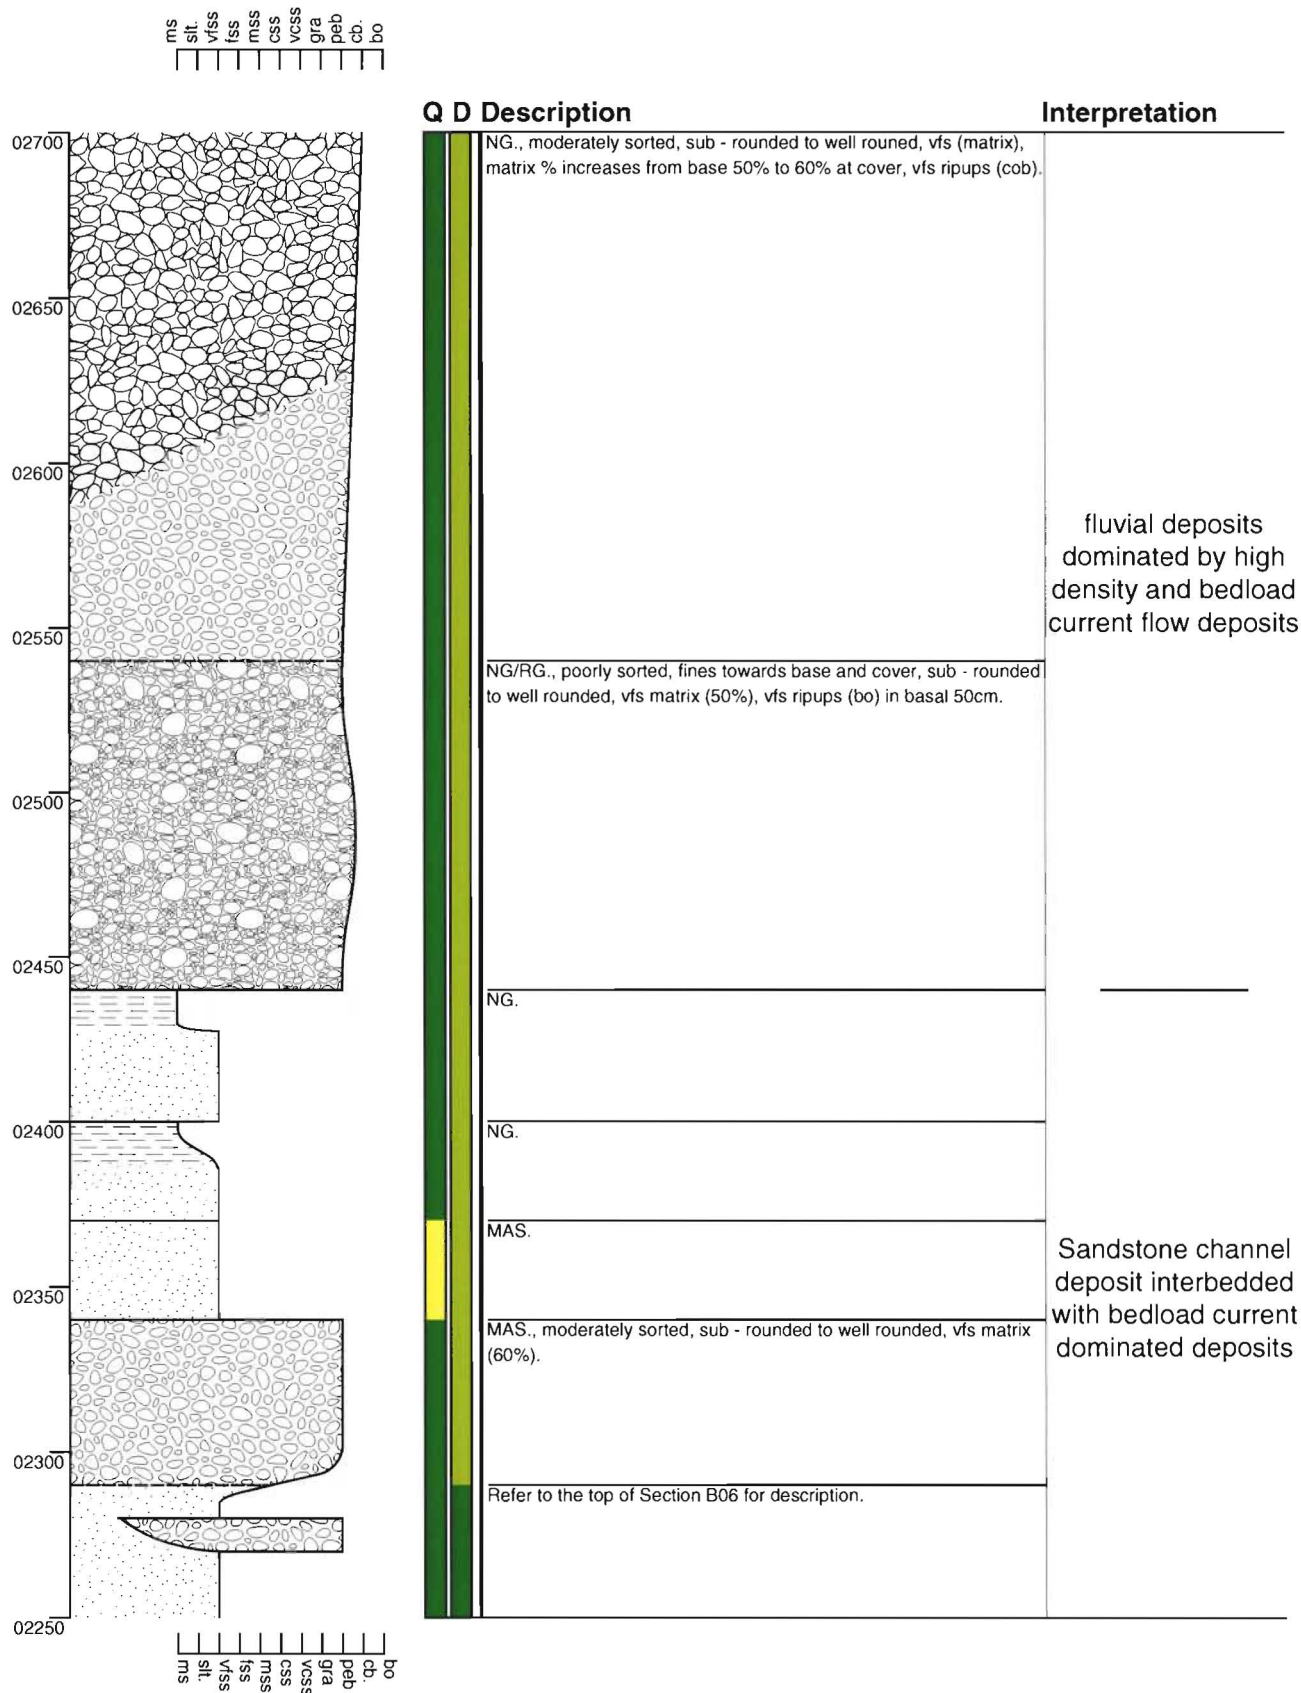 ms slt. vfss fss mss css vcss gra peb cb. bo
Q D Description Interpretation
02700
NG., moderately sorted, sub - rounded to well rouned, vfs (matrix),
matrix % increases from base 50% to 60% at cover, vfs ripups (cob).
02650
02600
fluvial deposits
dominated by high
density and bedload
current flow deposits
02550
NG/RG., poorly sorted, fines towards base and cover, sub - rounded
to well rounded, vfs matrix (50%), vfs ripups (bo) in basal 50cm.
02500
02450
NG.
02400
NG.
MAS.
Sandstone channel
deposit interbedded
with bedload current
dominated deposits
02350
MAS., moderately sorted, sub - rounded to well rounded, vfs matrix
(60%).
02300
Refer to the top of Section B06 for description.
02250
ms slt. vfss fss mss css vcss gra peb cb. bo